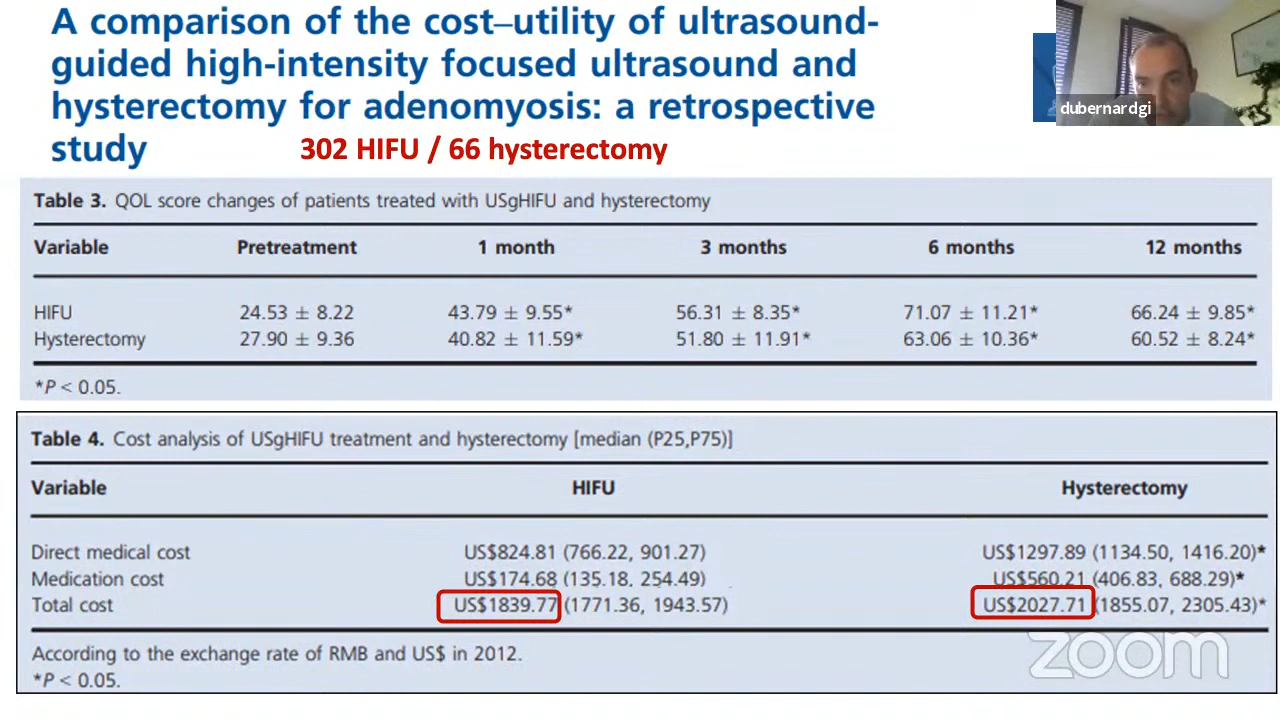 A comparison of the cost–utility of ultrasound-
guided high-intensity focused ultrasound and
hysterectomy for adenomyosis: a retrospective
study
302 HIFU / 66 hysterectomy
dubernardgi
Table 3. QOL score changes of patients treated with USgHIFU and hysterectomy
Variable Pretreatment 1 month 3 months 6 months 12 months
HIFU 24.53 ± 8.22 43.79 ± 9.55* 56.31 ± 8.35* 71.07 ± 11.21* 66.24 ± 9.85*
Hysterectomy 27.90 ± 9.36 40.82 ± 11.59* 51.80 ± 11.91* 63.06 ± 10.36* 60.52 ± 8.24*
*P < 0.05.
Table 4. Cost analysis of USgHIFU treatment and hysterectomy [median (P25,P75)]
Variable HIFU Hysterectomy
Direct medical cost US$824.81 (766.22, 901.27) US$1297.89 (1134.50, 1416.20)*
Medication cost US$174.68 (135.18, 254.49) US$560.21 (406.83, 688.29)*
Total cost US$1839.77 (1771.36, 1943.57) US$2027.71 (1855.07, 2305.43)*
According to the exchange rate of RMB and US$ in 2012.
*P < 0.05.
zoom